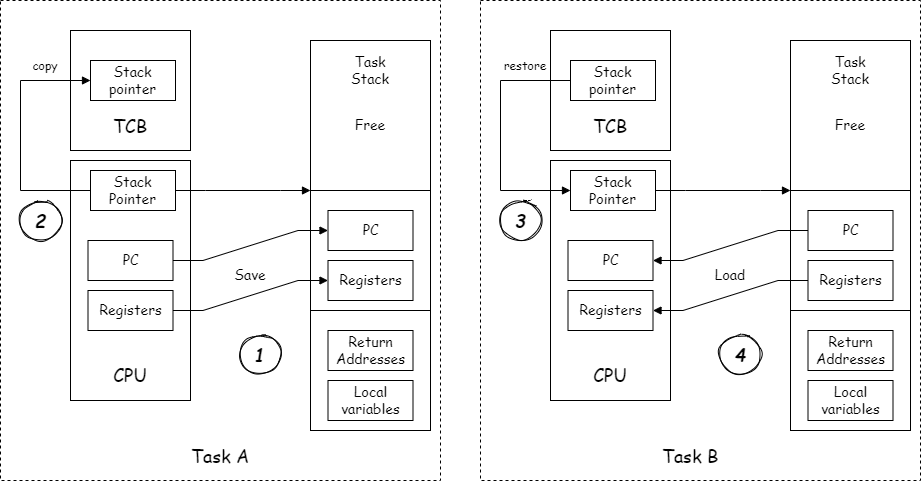 copy
Stack
pointer
TCB
Stack
Pointer
2
PC
Registers
CPU
Save
1
Task
Stack
Free
PC
Registers
Return
Addresses
Local
variables
Task A
restore
Stack
pointer
TCB
Stack
Pointer
3
PC
Registers
CPU
Load
4
Task
Stack
Free
PC
Registers
Return
Addresses
Local
variables
Task B